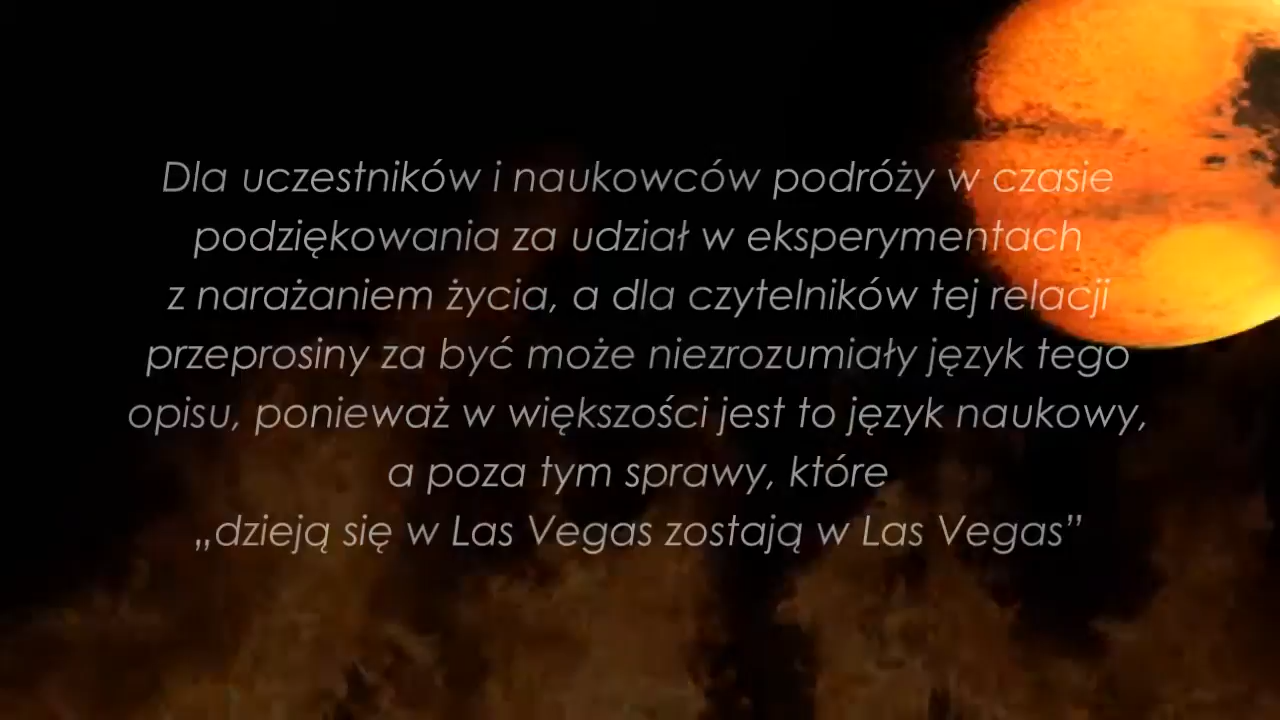 Dla uczestników i naukowców podróży w czasie
podziękowania za udział w eksperymentach
z narażaniem życia, a dla czytelników tej relacji
przeprosiny za być może niezrozumiały język tego
opisu, ponieważ w większości jest to język naukowy,
a poza tym sprawy, które
„dzieją się w Las Vegas zostają w Las Vegas”